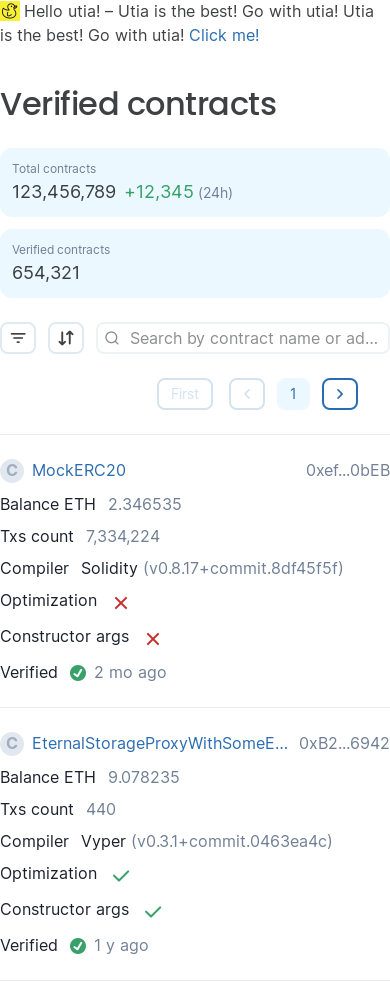 Hello utia! – Utia is the best! Go with utia! Utia
is the best! Go with utia! Click me!
Verified contracts
Total contracts
123,456,789 +12,345 (24h)
Verified contracts
654,321
Search by contract name or ad...
First
1
C MockERC20 0xef...0bEB
Balance ETH 2.346535
Txs count 7,334,224
Compiler Solidity (v0.8.17+commit.8df45f5f)
Optimization
Constructor args
Verified 2 mo ago
C EternalStorageProxyWithSomeE... 0xB2...6942
Balance ETH 9.078235
Txs count 440
Compiler Vyper (v0.3.1+commit.0463ea4c)
Optimization
Constructor args
Verified 1 y ago